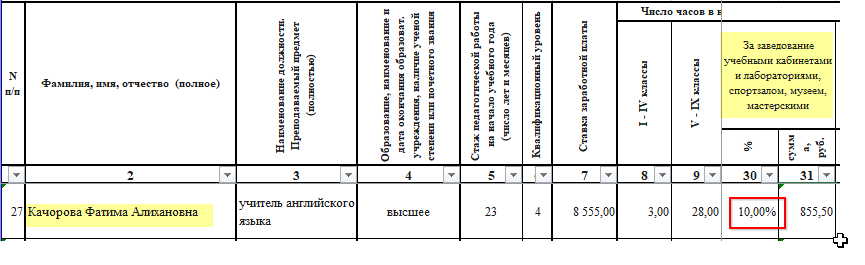 Число часов в н
N
п/п
Фамилия, имя, отчество (полное)
Наименование должности.
Преподаваемый предмет
(полностью)
Образование, наименование и
дата окончания образоват.
учреждения, наличие ученой
степени или почетного звания
Стаж педагогической работы
на начало учебного года
(число лет и месяцев)
Квалификационный уровень
Ставка заработной платы
I - IV классы
V - IX классы
За заведование
учебными кабинетами
и лабораториями,
спортзалом, музеем,
мастерскими
%
сумм
а,
руб.
2 3 4 5 7 8 9 30 31
27 Качорова Фатима Алихановна учитель английского
языка
высшее 23 4 8 555,00 3,00 28,00 10,00% 855,50